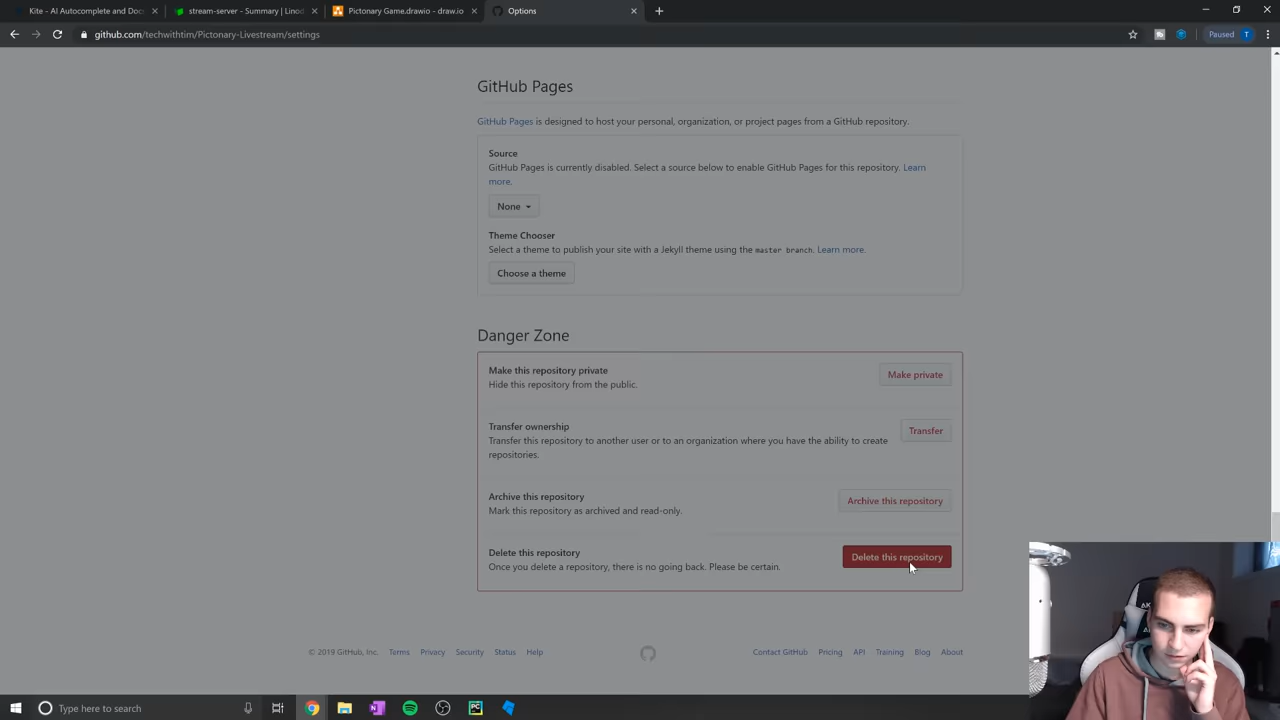 Kite - AI Autocomplete and Docs
stream-server - Summary | Linod
Pictionary Game.drawio - draw.io
Options
github.com/techwithtim/Pictonary-Livestream/settings
Paused
T
GitHub Pages
GitHub Pages is designed to host your personal, organization, or project pages from a GitHub repository.
Source
GitHub Pages is currently disabled. Select a source below to enable GitHub Pages for this repository. Learn
more.
None
Theme Chooser
Select a theme to publish your site with a Jekyll theme using the master branch. Learn more.
Choose a theme
Danger Zone
Make this repository private
Hide this repository from the public.
Make private
Transfer ownership
Transfer this repository to another user or to an organization where you have the ability to create
repositories.
Transfer
Archive this repository
Mark this repository as archived and read-only.
Archive this repository
Delete this repository
Once you delete a repository, there is no going back. Please be certain.
Delete this repository
© 2019 GitHub, Inc.
Terms
Privacy
Security
Status
Help
Contact GitHub
Pricing
API
Training
Blog
About
Type here to search